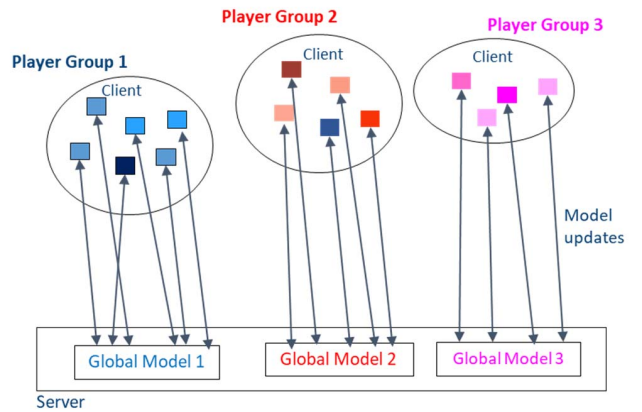 Player Group 1
Client
Player Group 2
Client
Player Group 3
Client
Model
updates
Global Model 1
Global Model 2
Global Model 3
Server